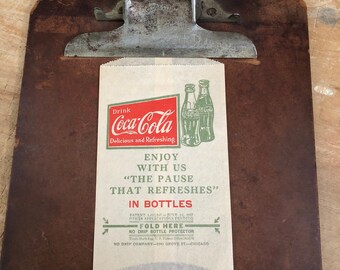 Drink
Coca-Cola
Delicious and Refreshing
ENJOY
WITH US
"THE PAUSE
THAT REFRESHES"
IN BOTTLES
FOLD HERE
NO DRIP BOTTLE PROTECTOR